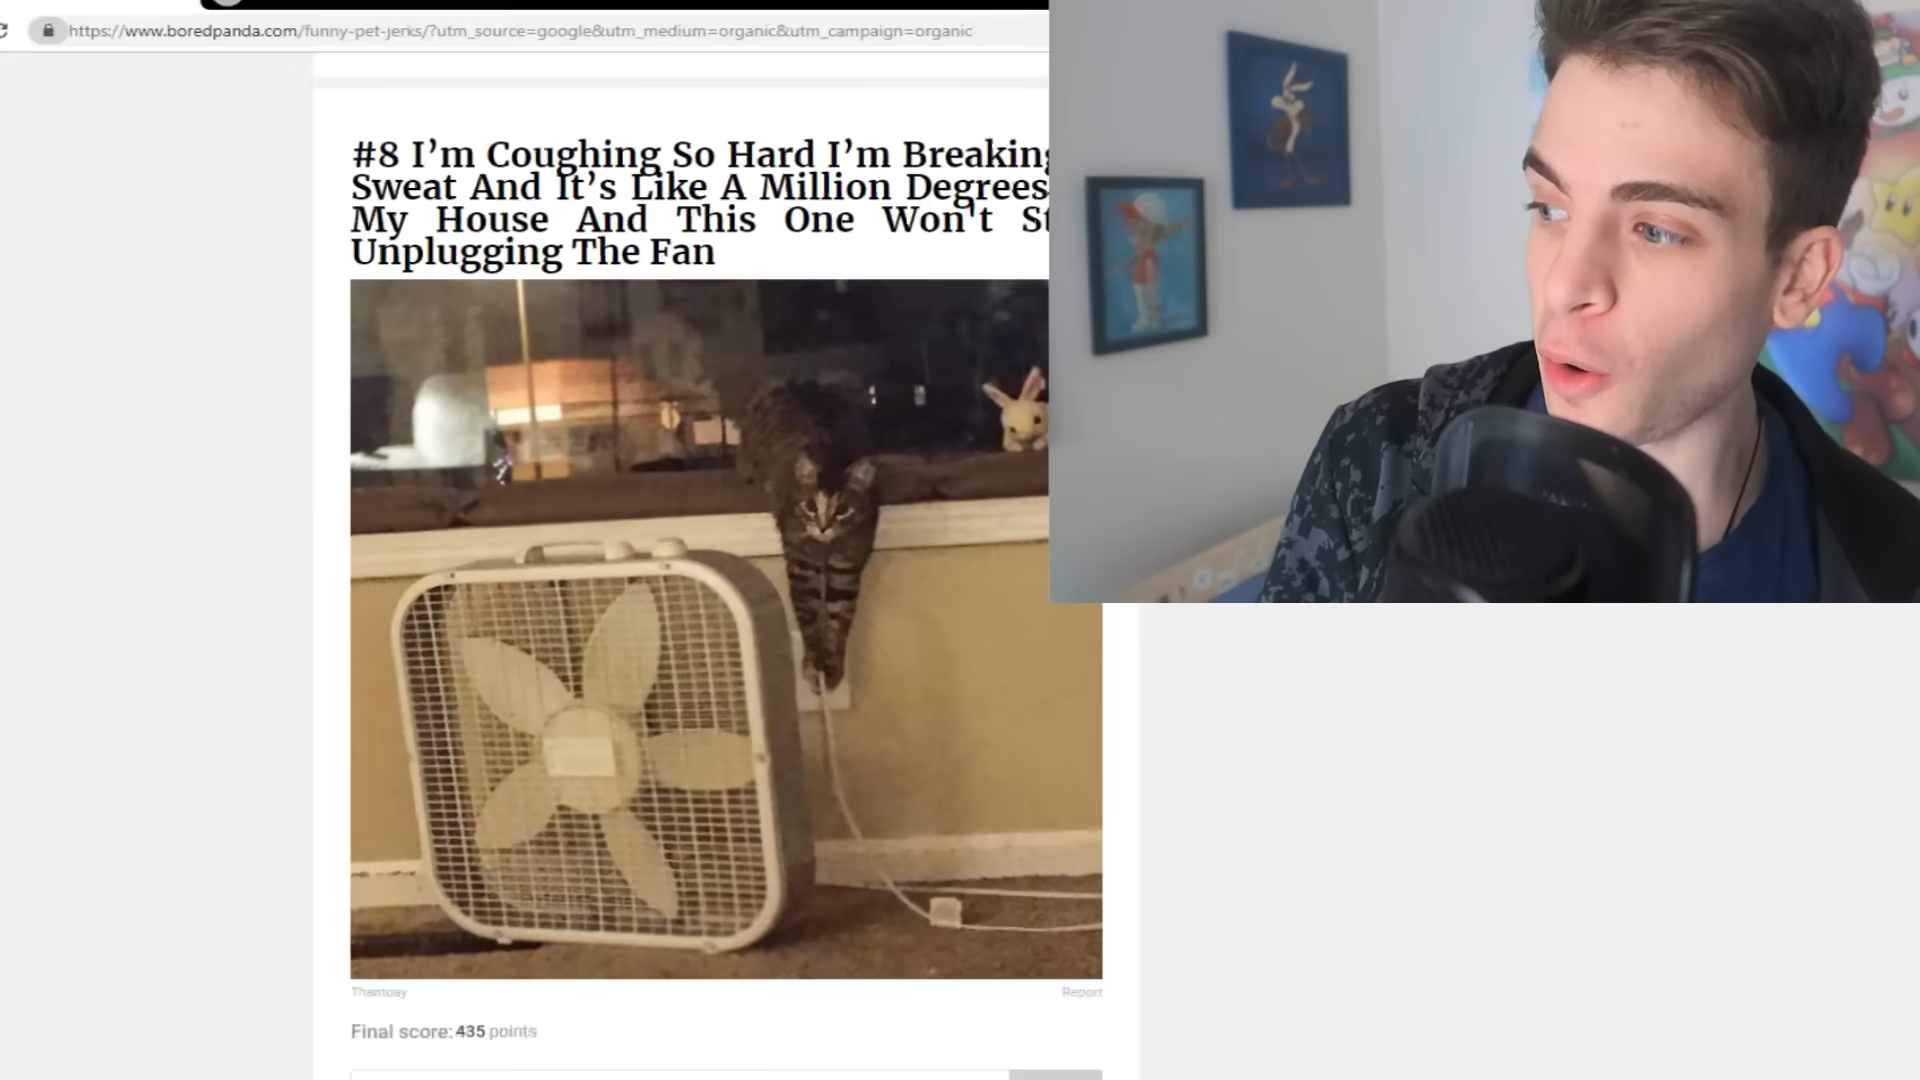 https://www.boredpanda.com/funny-pet-jerks/?utm_source=google&utm_medium=organic&utm_campaign=organic
#8 I’m Coughing So Hard I’m Breaking
Sweat And It’s Like A Million Degrees
My House And This One Won't St
Unplugging The Fan
Thamtoay
Report
Final score: 435 points